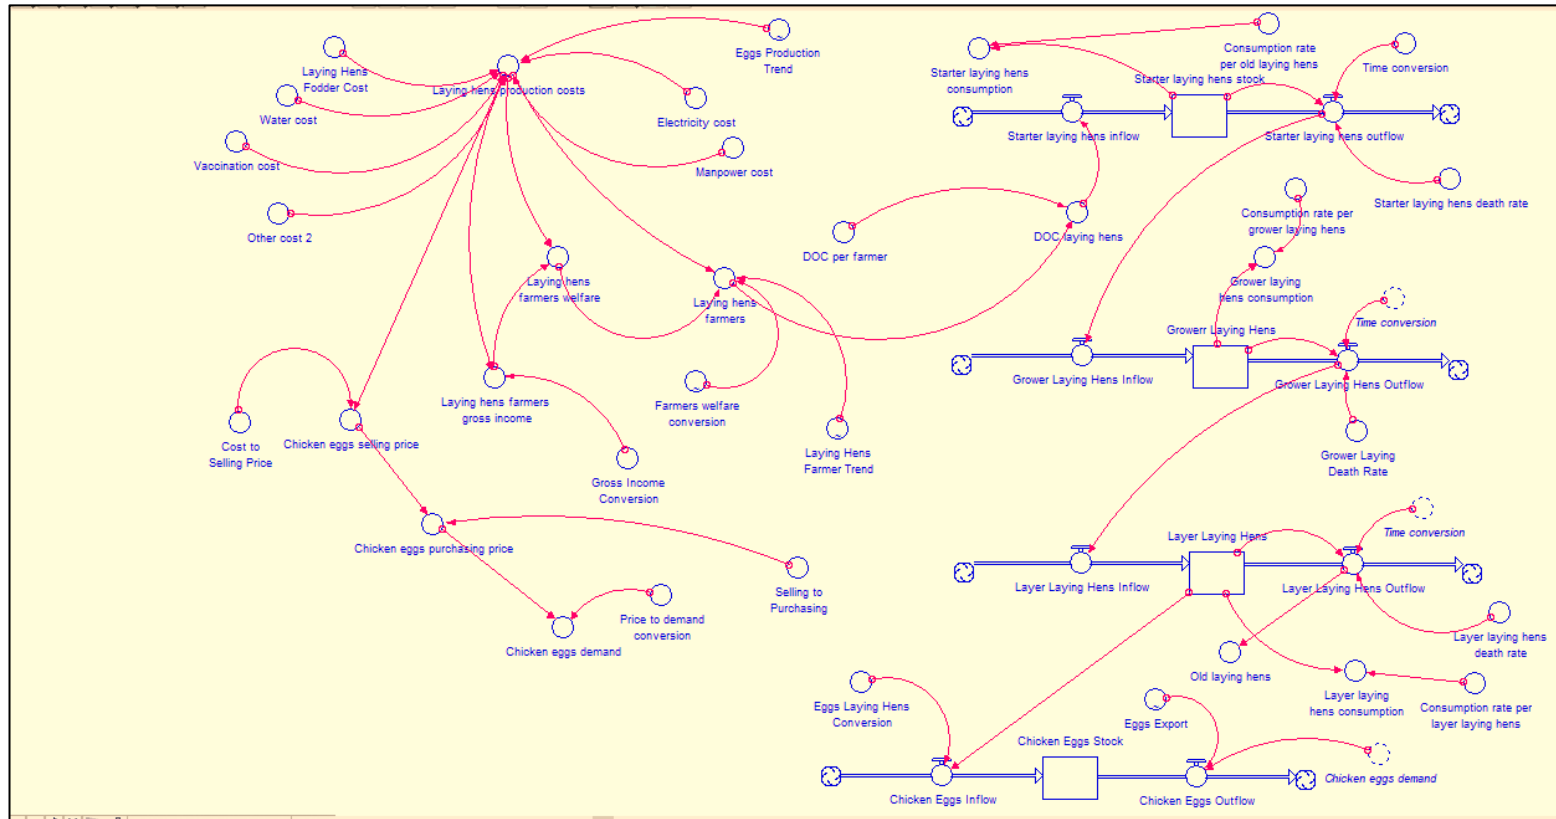 Eggs Production
Trend
Laying Hens
Fodder Cost
Laying hens production costs
Water cost
Electricity cost
Vaccination cost
Manpower cost
Other cost 2
Laying hens
farmers welfare
Laying hens
farmers
Laying hens farmers
gross income
Farmers welfare
conversion
Cost to
Selling Price
Chicken eggs selling price
Laying Hens
Farmer Trend
Gross Income
Conversion
Chicken eggs purchasing price
Selling to
Purchasing
Price to demand
conversion
Chicken eggs demand
Starter laying hens
consumption
Consumption rate
per old laying hens
Time conversion
Starter laying hens stock
Starter laying hens inflow
Starter laying hens outflow
Starter laying hens death rate
DOC per farmer
DOC laying hens
Consumption rate per
grower laying hens
Grower laying
hens consumption
Time conversion
Grower Laying Hens
Grower Laying Hens Inflow
Grower Laying Hens Outflow
Grower Laying
Death Rate
Time conversion
Layer Laying Hens
Layer Laying Hens Inflow
Layer Laying Hens Outflow
Layer laying hens
death rate
Old laying hens
Layer laying
hens consumption
Consumption rate per
layer laying hens
Eggs Laying Hens
Conversion
Eggs Export
Chicken Eggs Stock
Chicken eggs demand
Chicken Eggs Inflow
Chicken Eggs Outflow